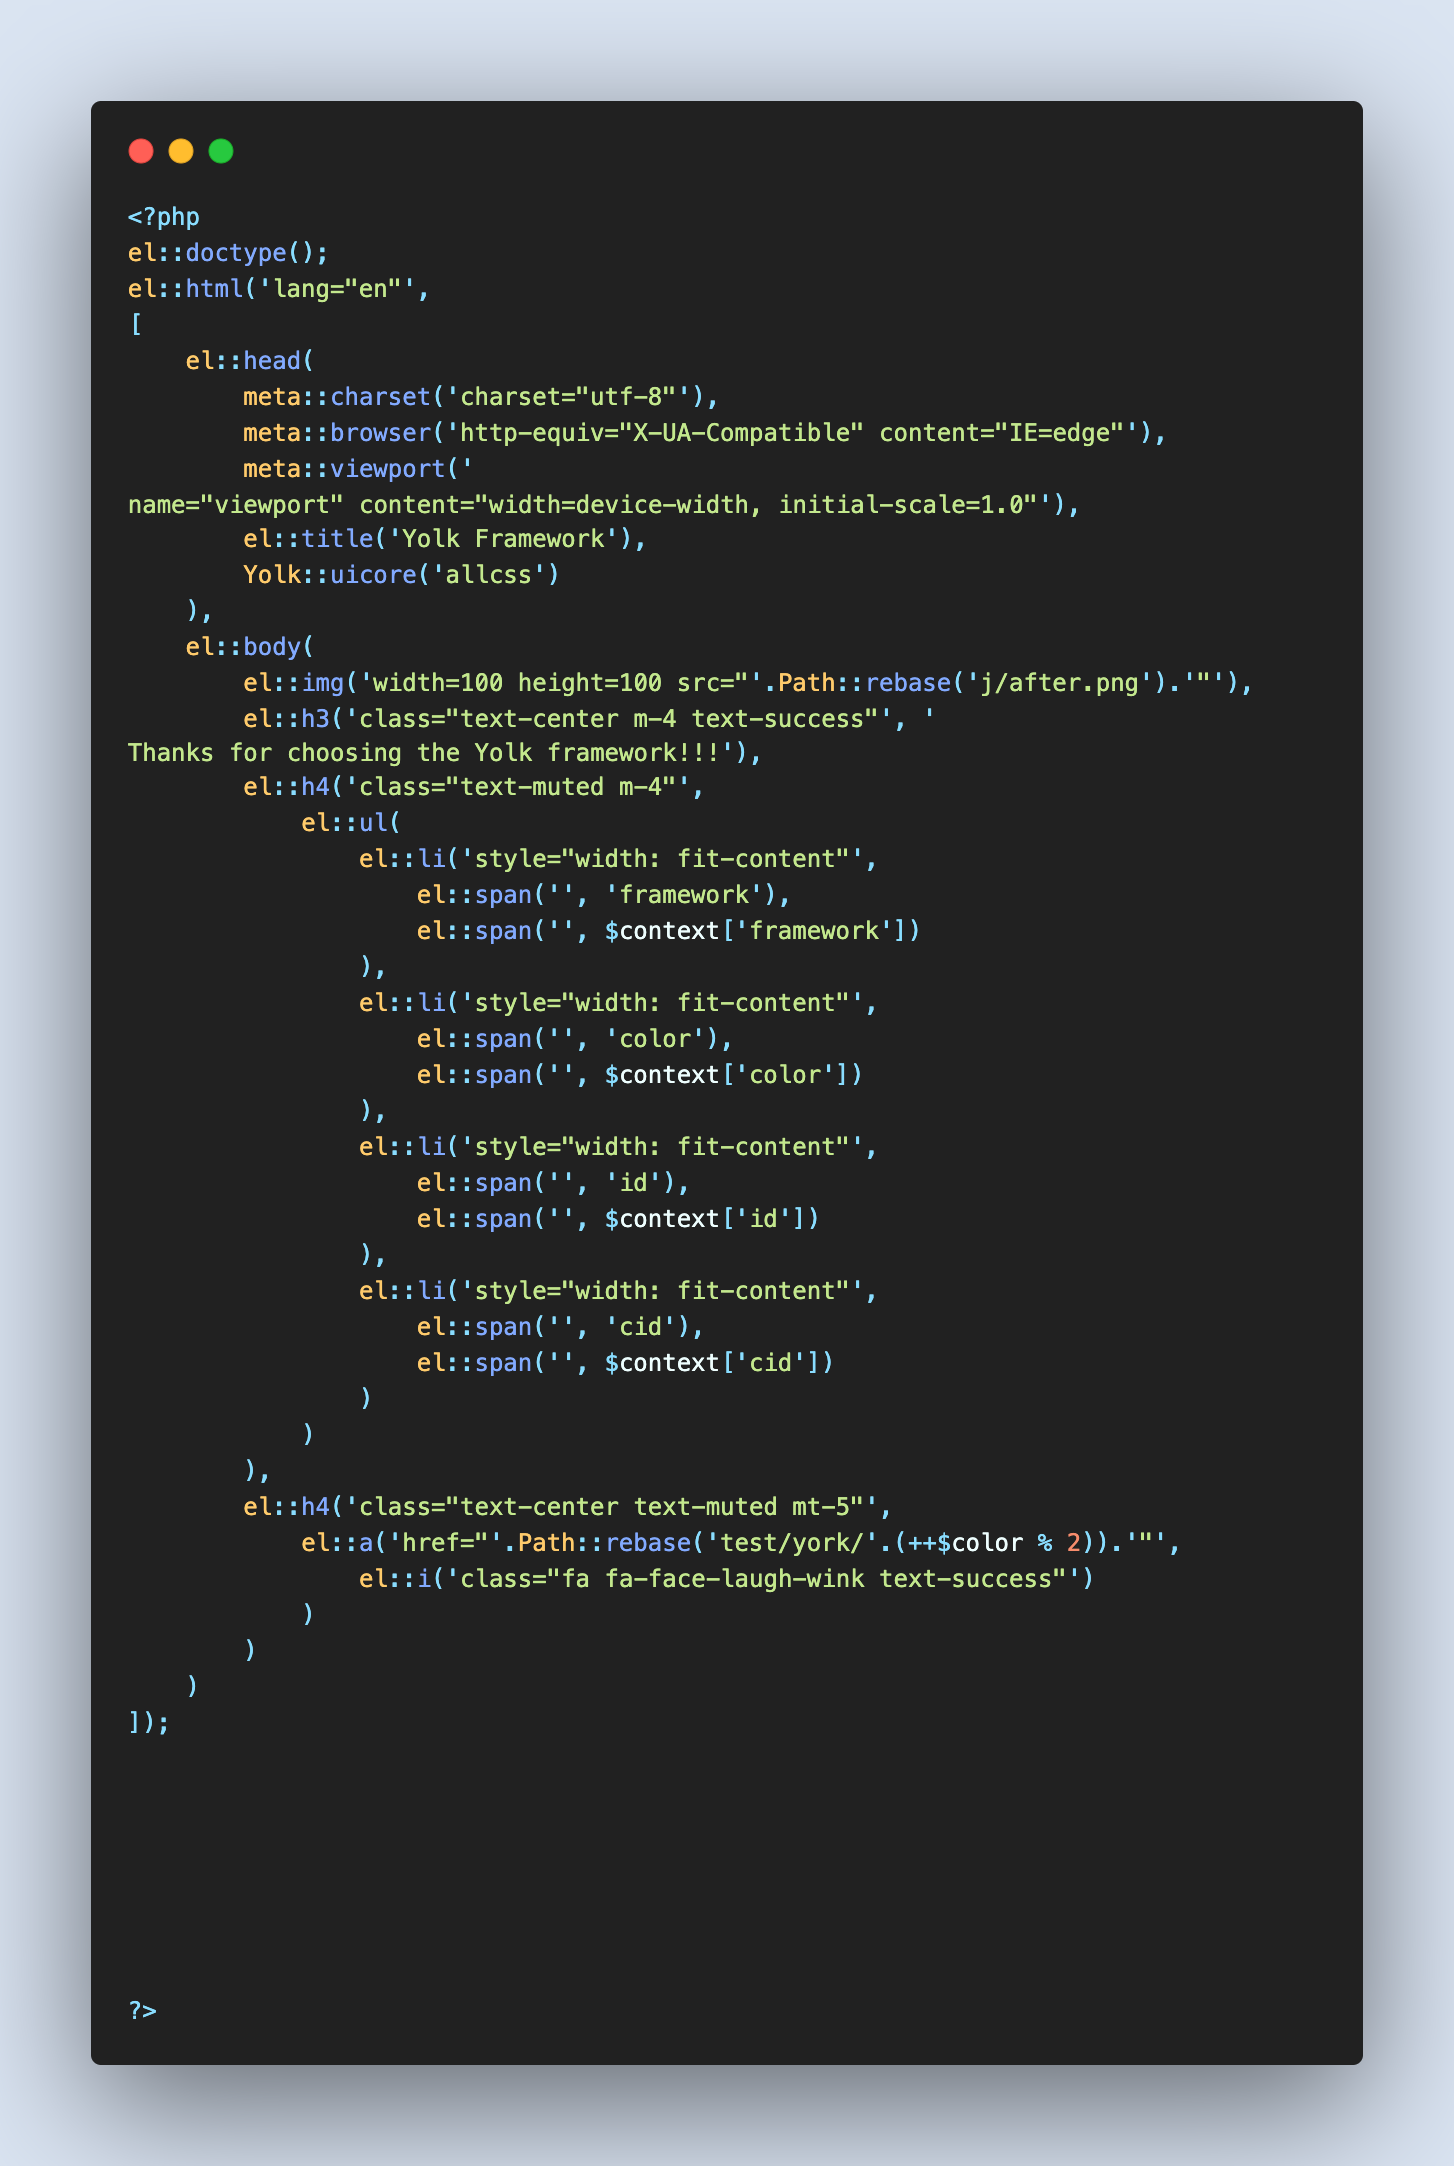 <?php
el::doctype();
el::html('lang="en"',
[
    el::head(
        meta::charset('charset="utf-8"'),
        meta::browser('http-equiv="X-UA-Compatible" content="IE=edge"'),
        meta::viewport('
name="viewport" content="width=device-width, initial-scale=1.0"'),
        el::title('Yolk Framework'),
        Yolk::uicore('allcss')
    ),
    el::body(
        el::img('width=100 height=100 src="'.Path::rebase('j/after.png').'"'),
        el::h3('class="text-center m-4 text-success"', '
Thanks for choosing the Yolk framework!!!'),
        el::h4('class="text-muted m-4"',
            el::ul(
                el::li('style="width: fit-content"',
                    el::span('', 'framework'),
                    el::span('', $context['framework'])
                ),
                el::li('style="width: fit-content"',
                    el::span('', 'color'),
                    el::span('', $context['color'])
                ),
                el::li('style="width: fit-content"',
                    el::span('', 'id'),
                    el::span('', $context['id'])
                ),
                el::li('style="width: fit-content"',
                    el::span('', 'cid'),
                    el::span('', $context['cid'])
                )
            )
        ),
        el::h4('class="text-center text-muted mt-5"',
            el::a('href="'.Path::rebase('test/york/'.(++$color % 2)).'"',
                el::i('class="fa fa-face-laugh-wink text-success"')
            )
        )
    )
]);
?>